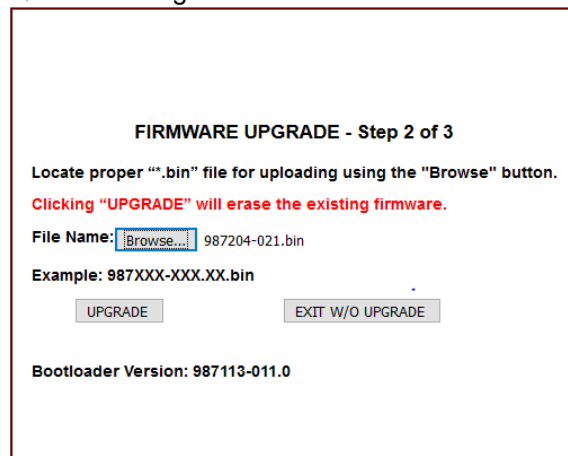 FIRMWARE UPGRADE - Step 2 of 3
Locate proper “*.bin” file for uploading using the "Browse" button.
Clicking “UPGRADE” will erase the existing firmware.
File Name: Browse... 987204-021.bin
Example: 987XXX-XXX.XX.bin
UPGRADE EXIT W/O UPGRADE
Bootloader Version: 987113-011.0